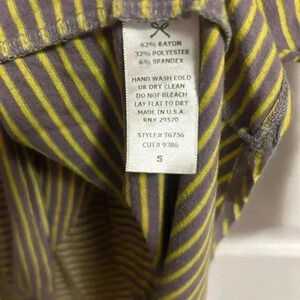 62% RAYON
32% POLYESTER
6% SPANDEX
HAND WASH COLD
OR DRY CLEAN
DO NOT BLEACH
LAY FLAT TO DRY
MADE IN U.S.A.
RN# 29570
STYLE# T6756
CUT# 9386
S